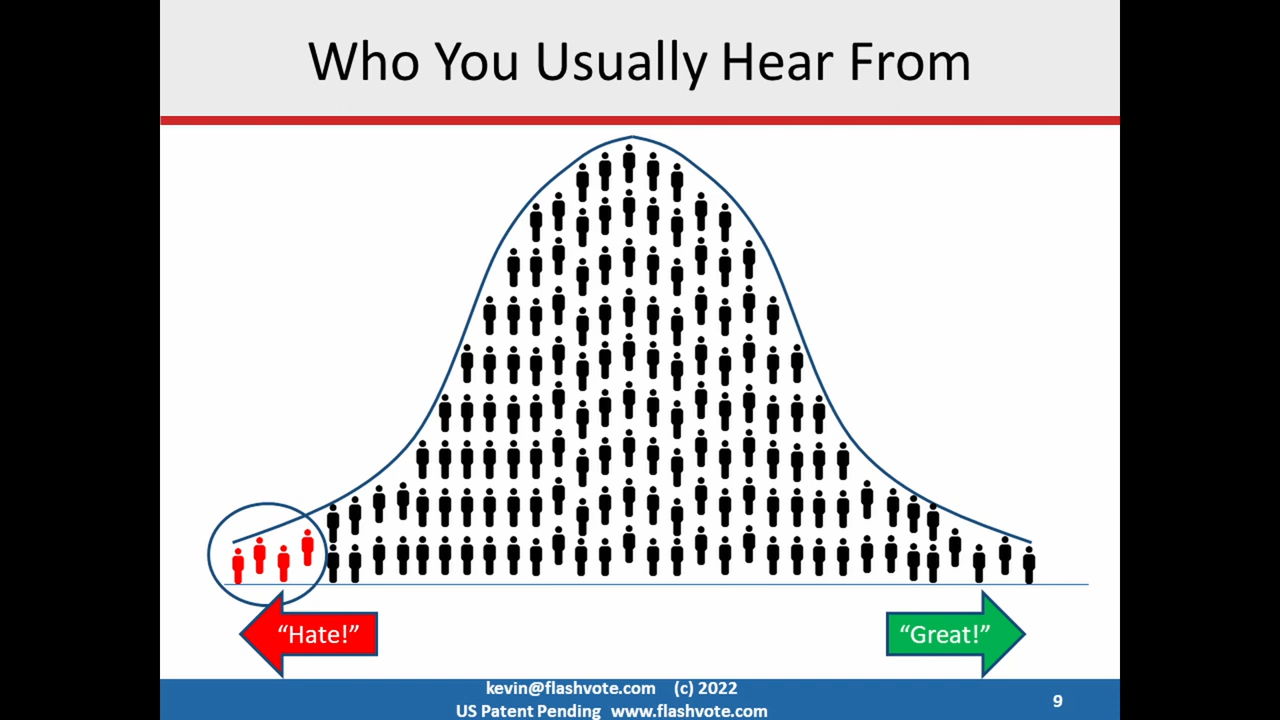 Who You Usually Hear From
“Hate!”
“Great!”
kevin@flashvote.com (c) 2022
US Patent Pending www.flashvote.com
9